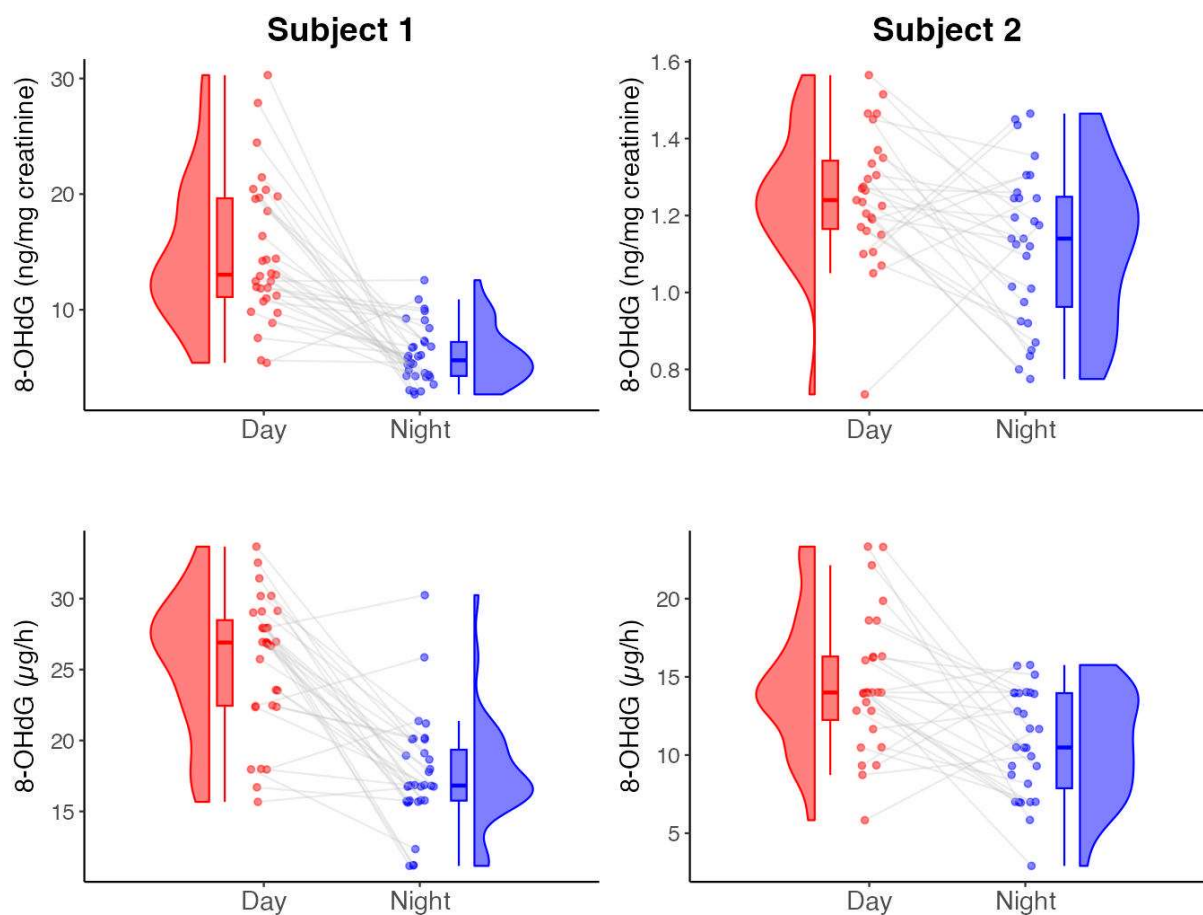 Subject 1
Subject 2
8-OHdG (ng/mg creatinine)
30
20
10
Day Night
8-OHdG (ng/mg creatinine)
1.6
1.4
1.2
1.0
0.8
Day Night
8-OHdG (µg/h)
30
25
20
15
Day Night
8-OHdG (µg/h)
20
15
10
5
Day Night